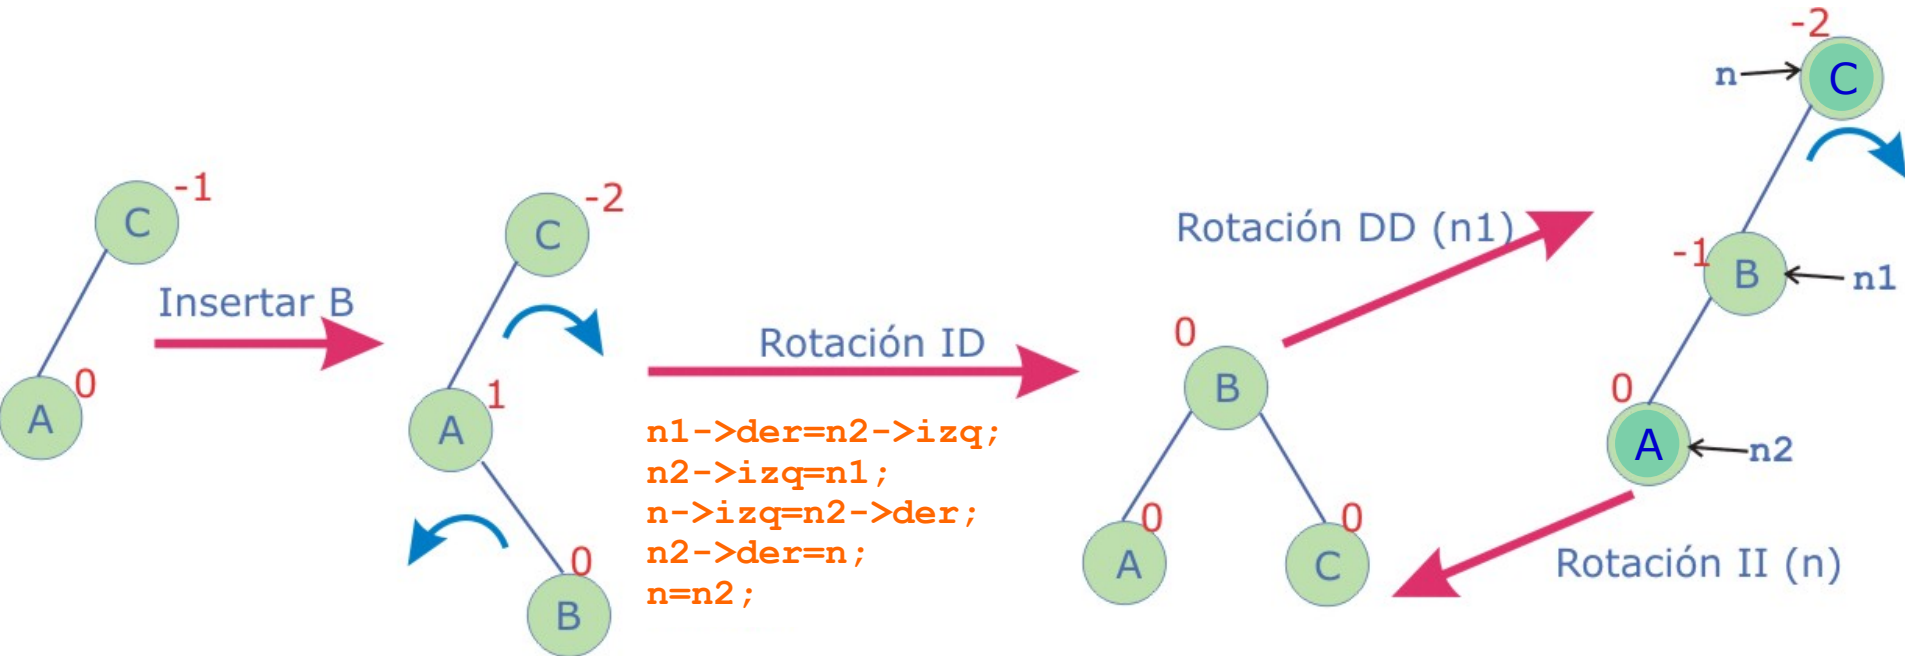 C
-1
A
0
Insertar B
C
-2
A
1
B
0
Rotación ID
n1->der=n2->izq;
n2->izq=n1;
n->izq=n2->der;
n2->der=n;
n=n2;
0
B
A
0
C
0
Rotación DD (n1)
-2
n
C
-1
B
n1
0
A
n2
Rotación II (n)